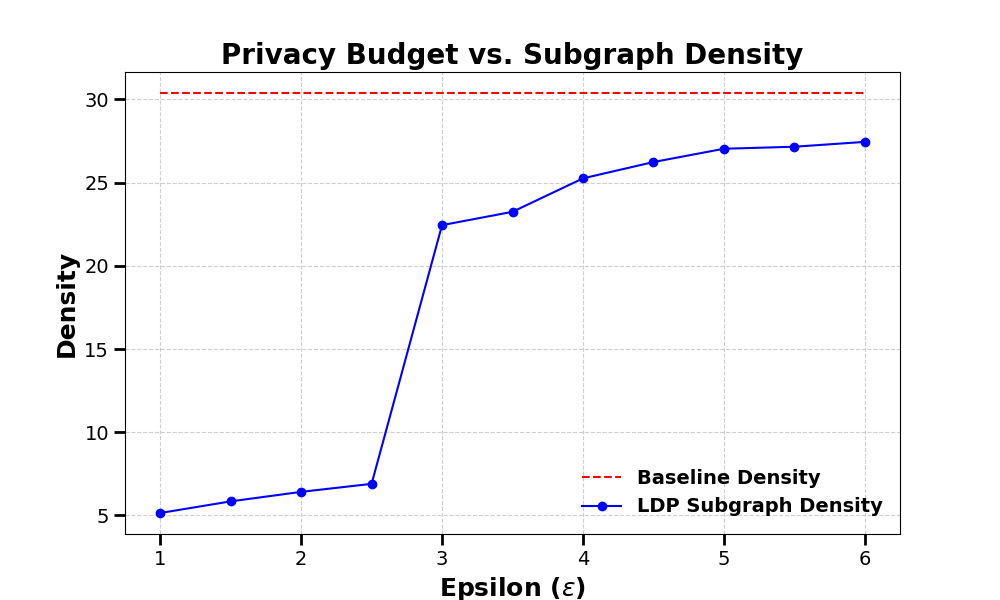 Privacy Budget vs. Subgraph Density
Density
30
25
20
15
10
5
Baseline Density
LDP Subgraph Density
1 2 3 4 5 6
Epsilon (ε)